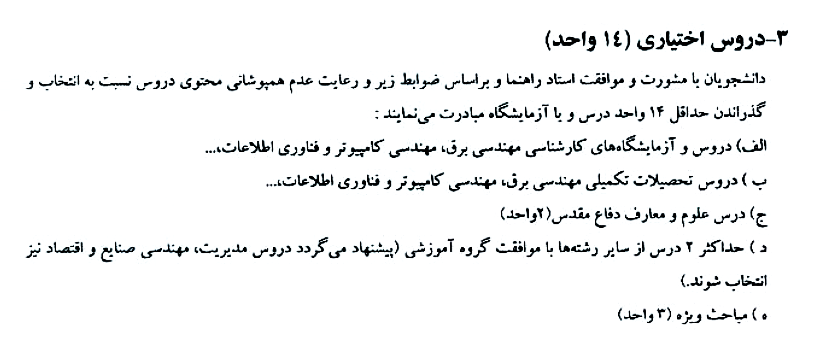 ۳-دروس اختیاری (۱۴ واحد)
دانشجویان با مشورت و موافقت استاد راهنما و براساس ضوابط زیر و رعایت عدم همپوشانی محتوی دروس نسبت به انتخاب و
گذراندن حداقل ۱۴ واحد درس و یا آزمایشگاه مبادرت می‌نمایند :
الف) دروس و آزمایشگاه‌های کارشناسی مهندسی برق، مهندسی کامپیوتر و فناوری اطلاعات،...
ب ) دروس تحصیلات تکمیلی مهندسی برق، مهندسی کامپیوتر و فناوری اطلاعات،...
ج) درس علوم و معارف دفاع مقدس(۲واحد)
د ) حداکثر ۲ درس از سایر رشته‌ها با موافقت گروه آموزشی (پیشنهاد می‌گردد دروس مدیریت، مهندسی صنایع و اقتصاد نیز
انتخاب شوند.)
ه ) مباحث ویژه (۳ واحد)